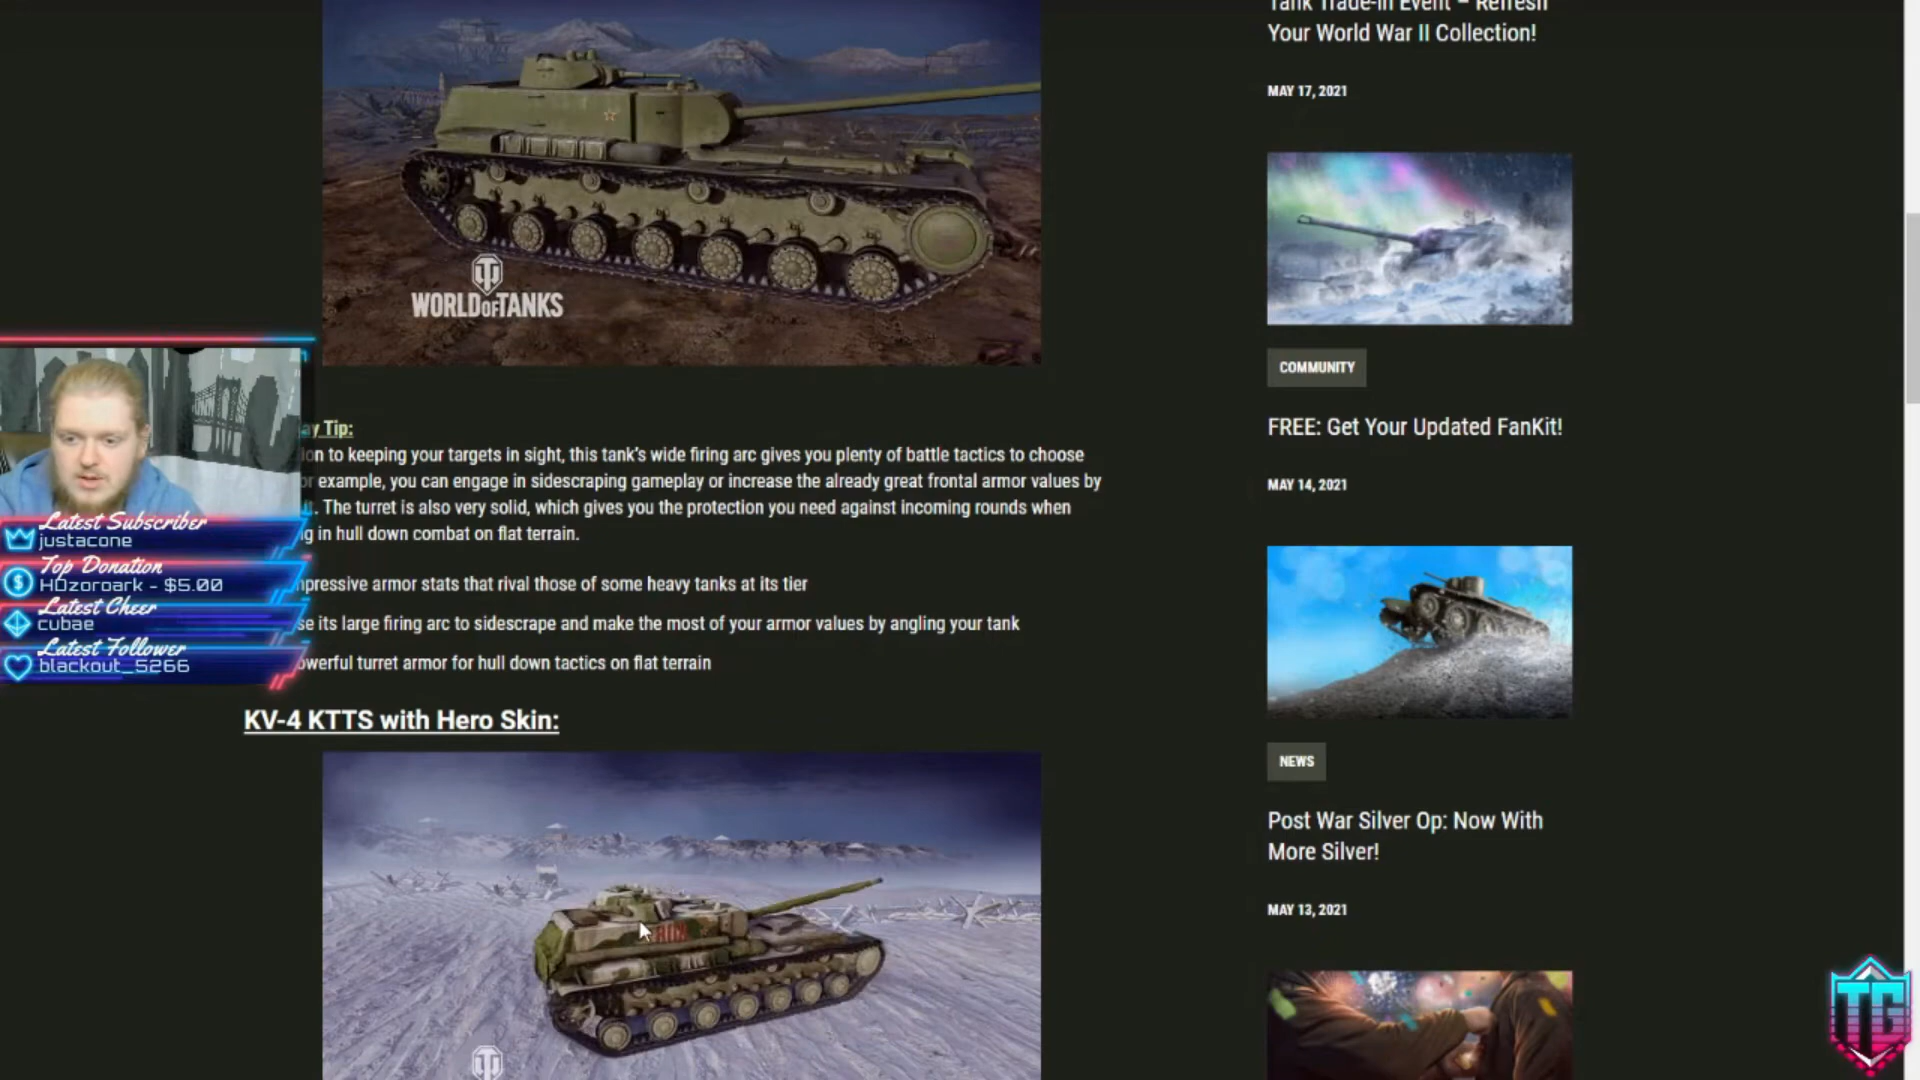 Tank Trade-In Event – Refresh
Your World War II Collection!
MAY 17, 2021
WORLD OF TANKS
COMMUNITY
FREE: Get Your Updated FanKit!
MAY 14, 2021
Tip:
to keeping your targets in sight, this tank's wide firing arc gives you plenty of battle tactics to choose
example, you can engage in sidescraping gameplay or increase the already great frontal armor values by
The turret is also very solid, which gives you the protection you need against incoming rounds when
in hull down combat on flat terrain.
armor stats that rival those of some heavy tanks at its tier
its large firing arc to sidescrape and make the most of your armor values by angling your tank
turret armor for hull down tactics on flat terrain
Latest Subscriber
justacone
Top Donation
HDzoroark - $5.00
Latest Cheer
cubae
Latest Follower
blackout_5266
KV-4 KTTS with Hero Skin:
NEWS
Post War Silver Op: Now With
More Silver!
MAY 13, 2021
TG